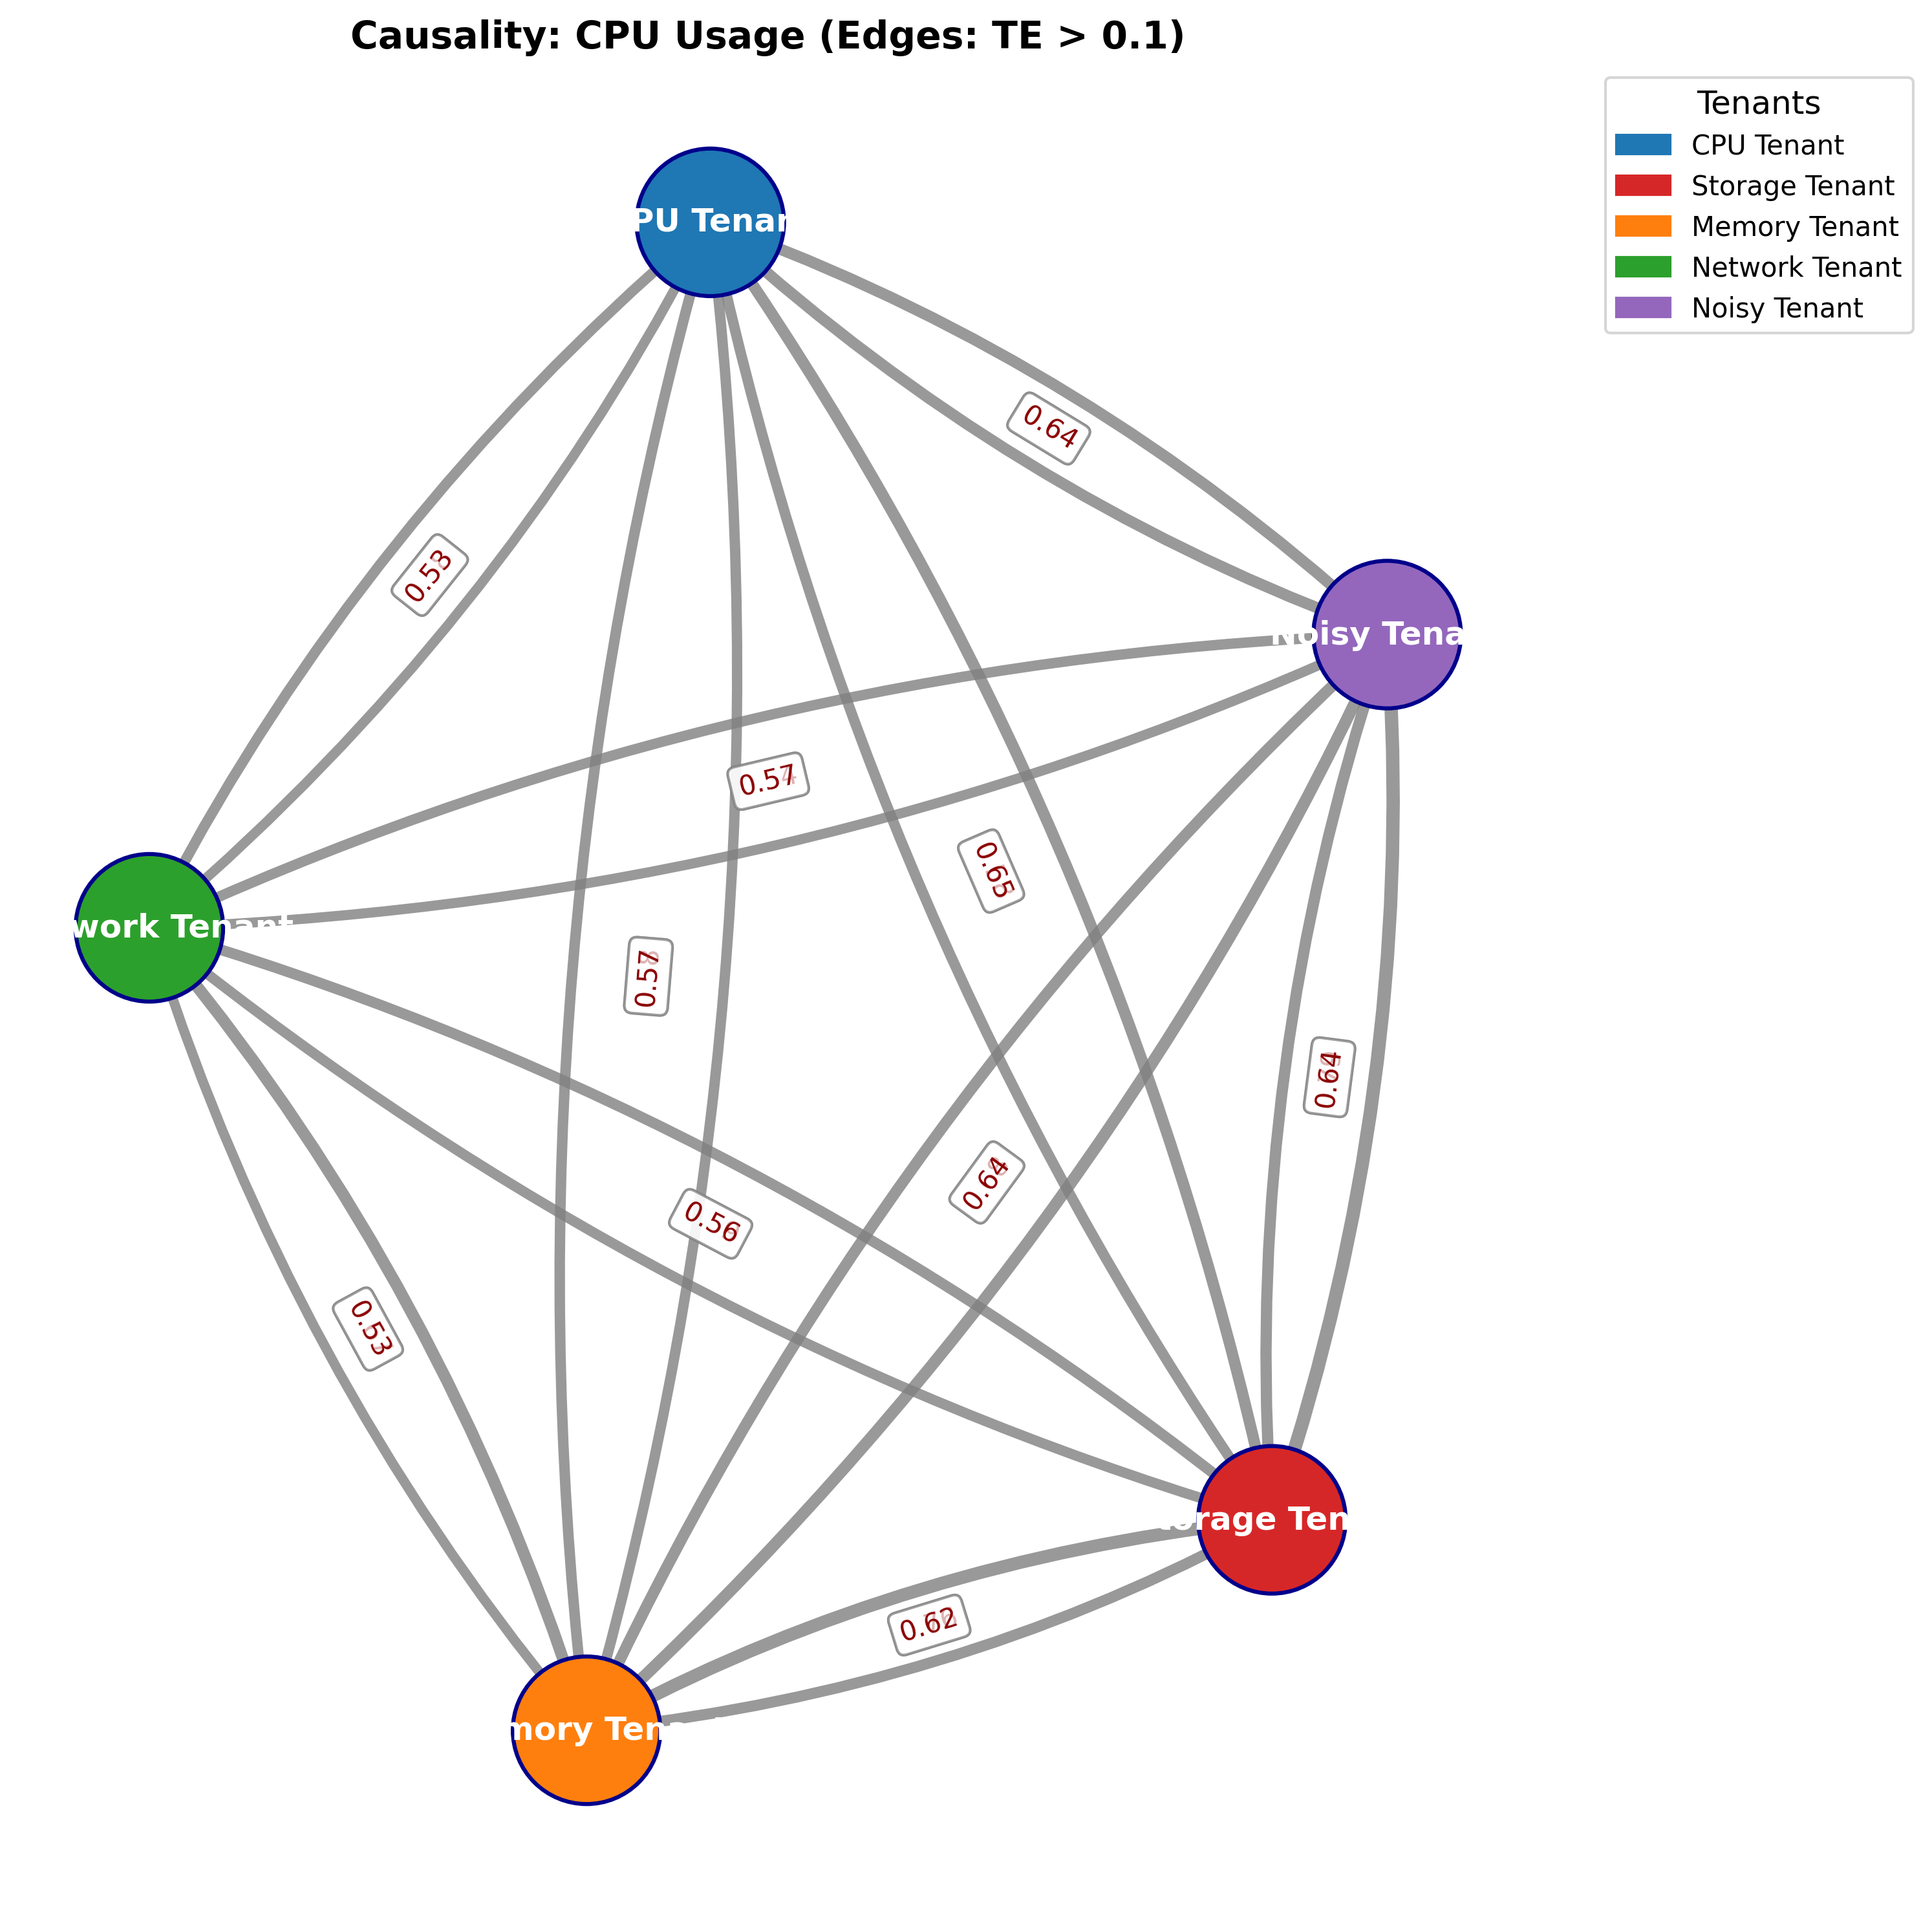 Causality: CPU Usage (Edges: TE > 0.1)
Tenants
CPU Tenant
Storage Tenant
Memory Tenant
Network Tenant
Noisy Tenant
PU Tenan
0.64
0.53
Noisy Tena
0.57
0.65
work Tenant
0.57
0.64
0.64
0.56
0.53
orage Ten
0.62
mory Ten